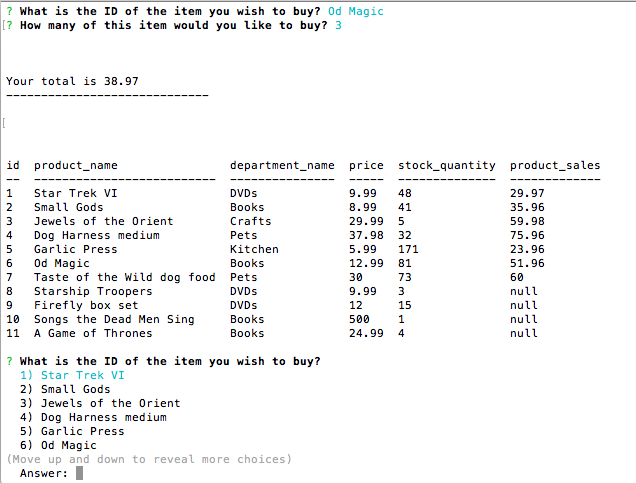 ? What is the ID of the item you wish to buy? Od Magic
[? How many of this item would you like to buy? 3
Your total is 38.97
-----------------------------
[
id  product_name                department_name  price  stock_quantity  product_sales
--  --------------------------  ---------------  -----  --------------  -------------
1   Star Trek VI                DVDs             9.99   48              29.97
2   Small Gods                  Books            8.99   41              35.96
3   Jewels of the Orient        Crafts           29.99  5               59.98
4   Dog Harness medium          Pets             37.98  32              75.96
5   Garlic Press                Kitchen          5.99   171             23.96
6   Od Magic                    Books            12.99  81              51.96
7   Taste of the Wild dog food  Pets             30     73              60
8   Starship Troopers           DVDs             9.99   3               null
9   Firefly box set             DVDs             12     15              null
10  Songs the Dead Men Sing     Books            500    1               null
11  A Game of Thrones           Books            24.99  4               null
? What is the ID of the item you wish to buy?
1) Star Trek VI
2) Small Gods
3) Jewels of the Orient
4) Dog Harness medium
5) Garlic Press
6) Od Magic
(Move up and down to reveal more choices)
Answer: